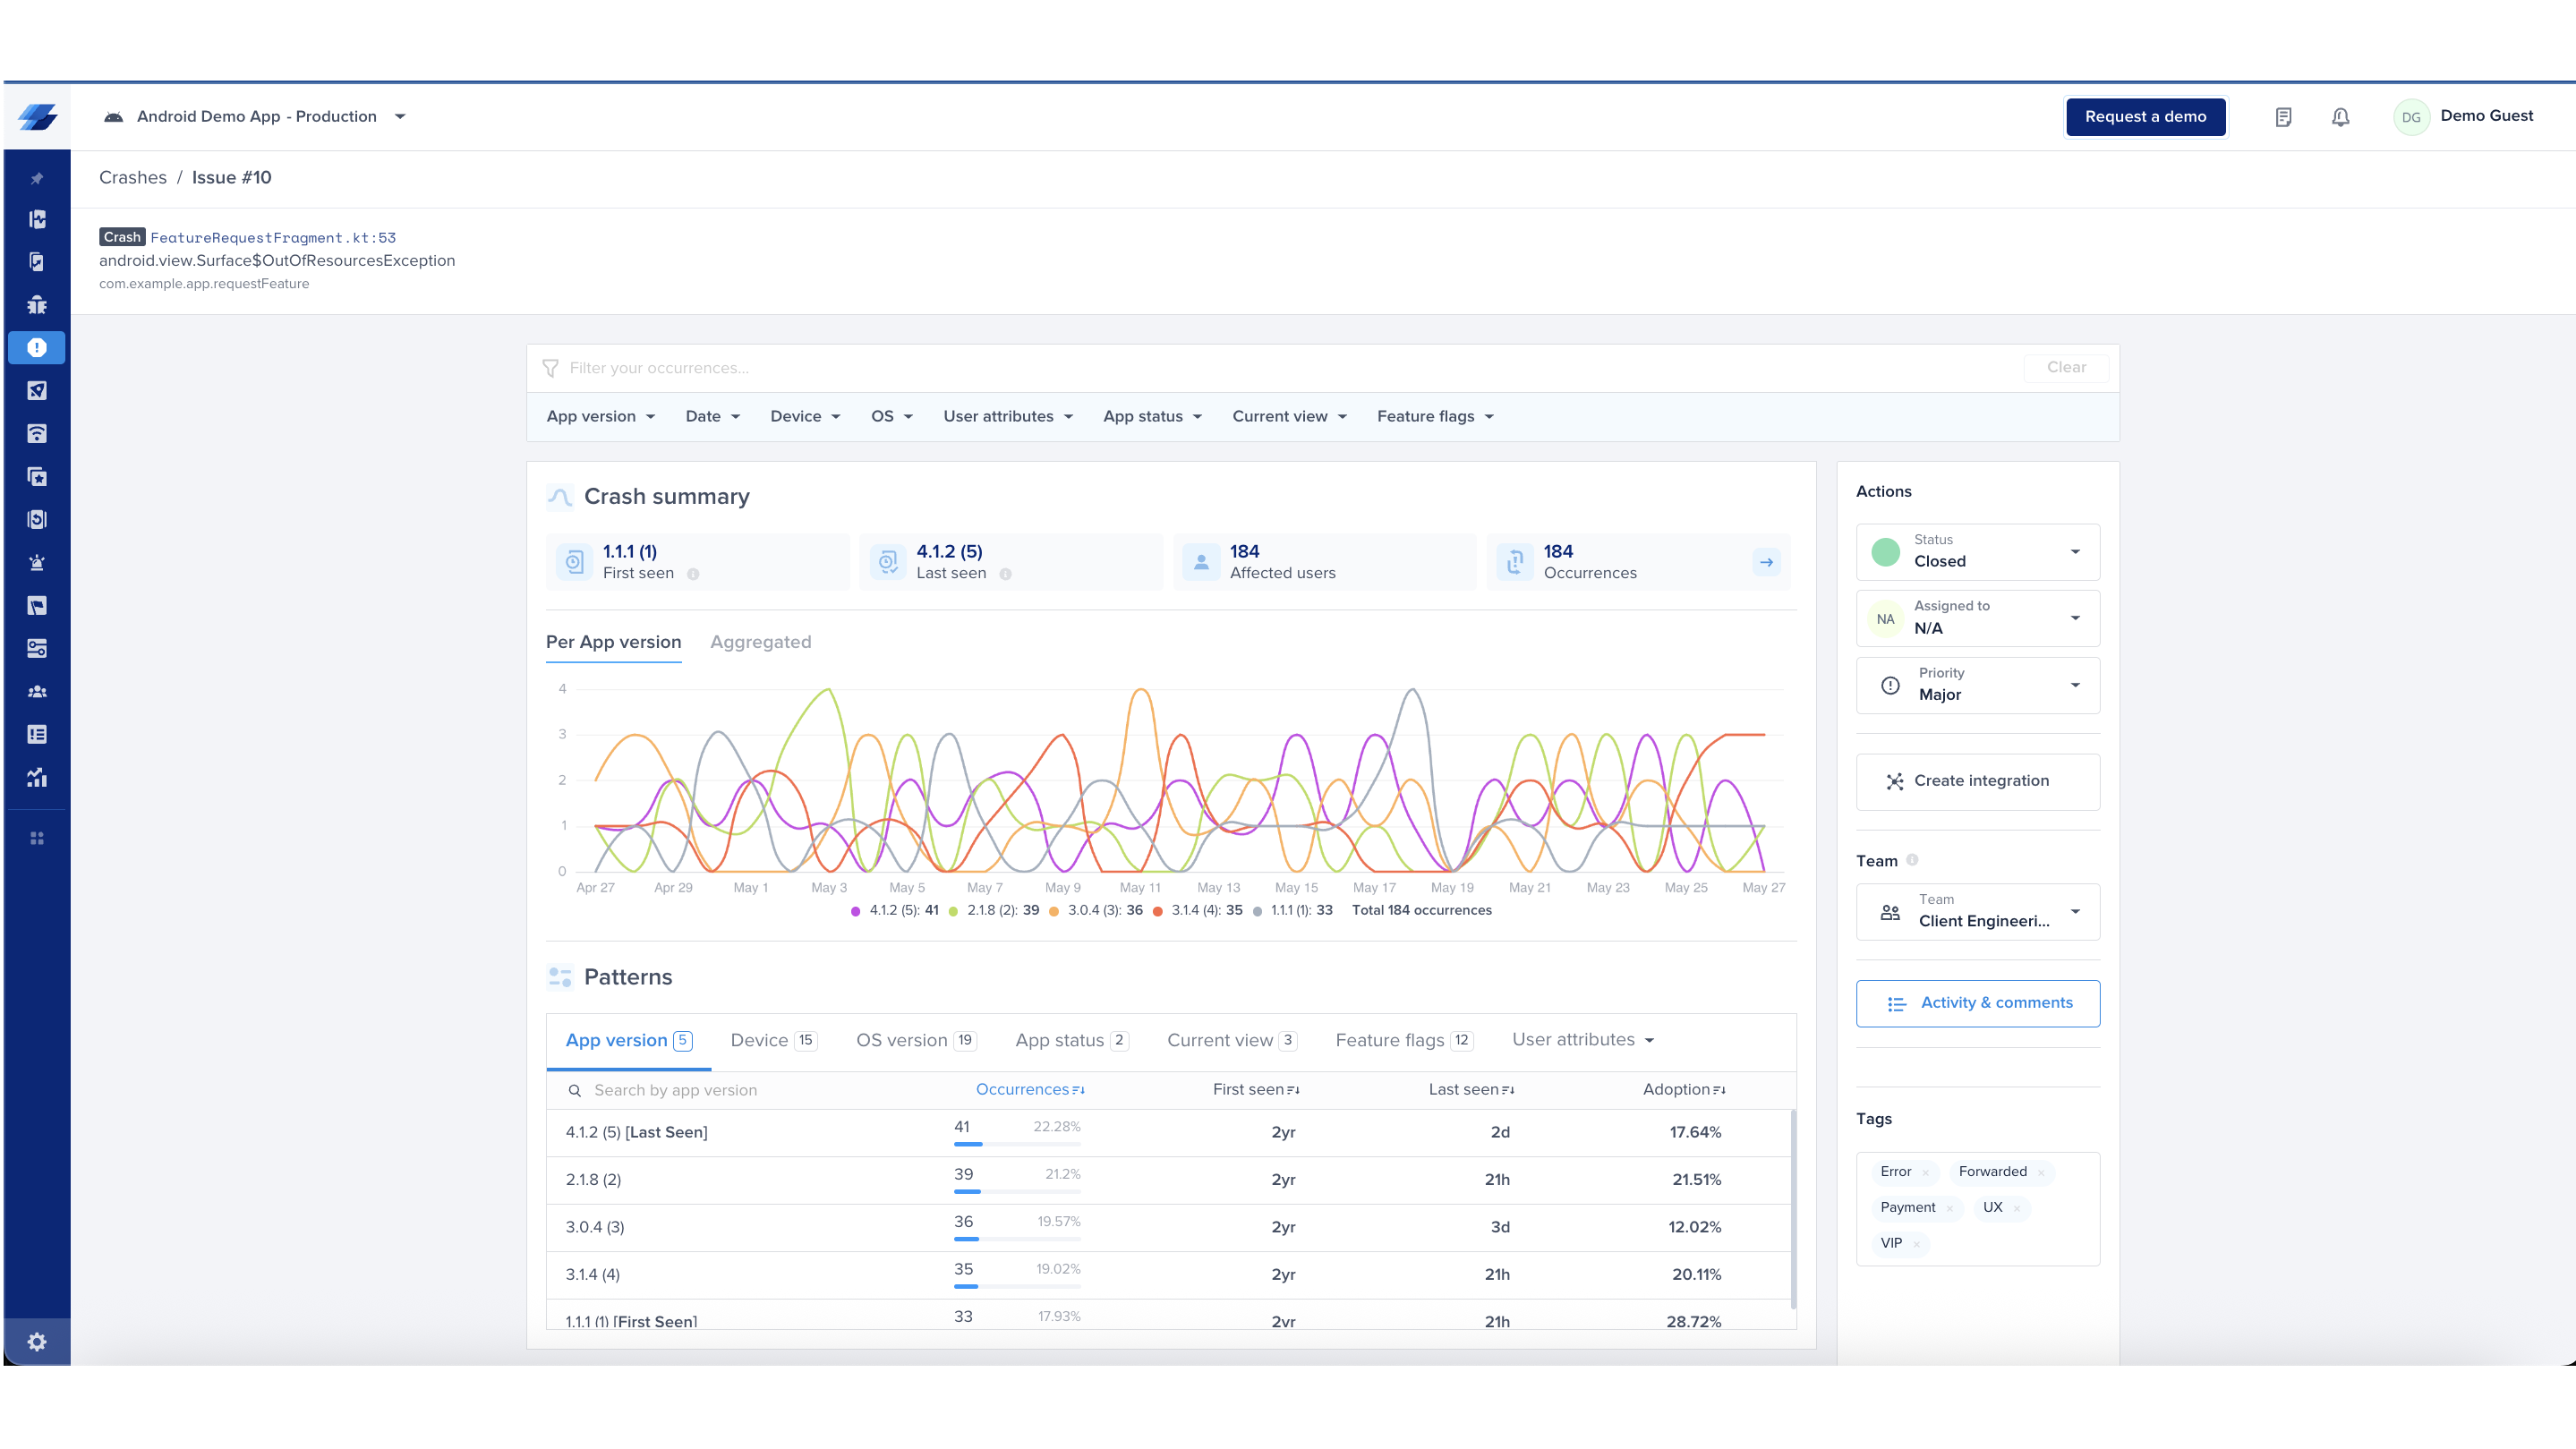 Android Demo App - Production
Request a demo
DG
Demo Guest
Crashes / Issue #10
Crash FeatureRequestFragment.kt:53
android.view.Surface$OutOfResourcesException
com.example.app.requestFeature
Filter your occurrences...
Clear
App version
Date
Device
OS
User attributes
App status
Current view
Feature flags
Crash summary
1.1.1 (1)
First seen
4.1.2 (5)
Last seen
184
Affected users
184
Occurrences
Per App version
Aggregated
4
3
2
1
0
Apr 27
Apr 29
May 1
May 3
May 5
May 7
May 9
May 11
May 13
May 15
May 17
May 19
May 21
May 23
May 25
May 27
4.1.2 (5): 41
2.1.8 (2): 39
3.0.4 (3): 36
3.1.4 (4): 35
1.1.1 (1): 33
Total 184 occurrences
Patterns
App version 5
Device 15
OS version 19
App status 2
Current view 3
Feature flags 12
User attributes
Search by app version
Occurrences
First seen
Last seen
Adoption
4.1.2 (5) [Last Seen] 41 22.28% 2yr 2d 17.64%
2.1.8 (2) 39 21.2% 2yr 21h 21.51%
3.0.4 (3) 36 19.57% 2yr 3d 12.02%
3.1.4 (4) 35 19.02% 2yr 21h 20.11%
1.1.1 (1) [First Seen] 33 17.93% 2yr 21h 28.72%
Actions
Status
Closed
NA
Assigned to
N/A
Priority
Major
Create integration
Team
Team
Client Engineeri...
Activity & comments
Tags
Error × Forwarded ×
Payment × UX ×
VIP ×